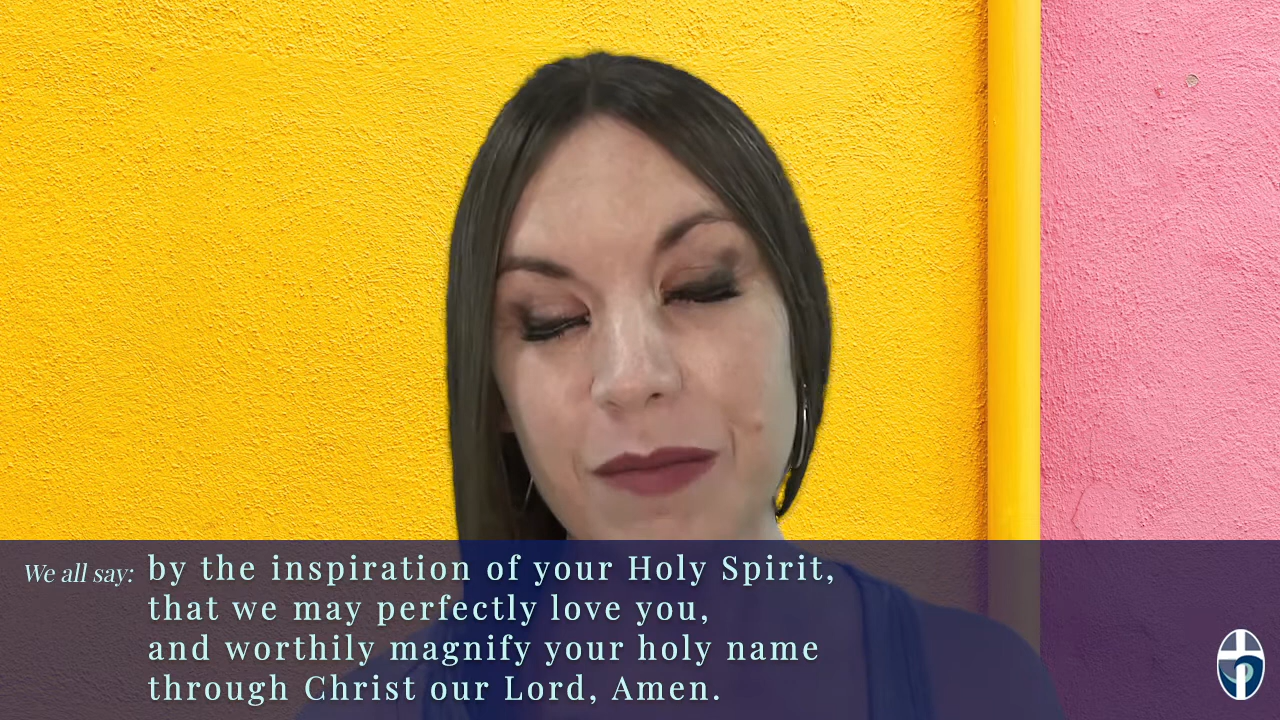 We all say: by the inspiration of your Holy Spirit,
that we may perfectly love you,
and worthily magnify your holy name
through Christ our Lord, Amen.